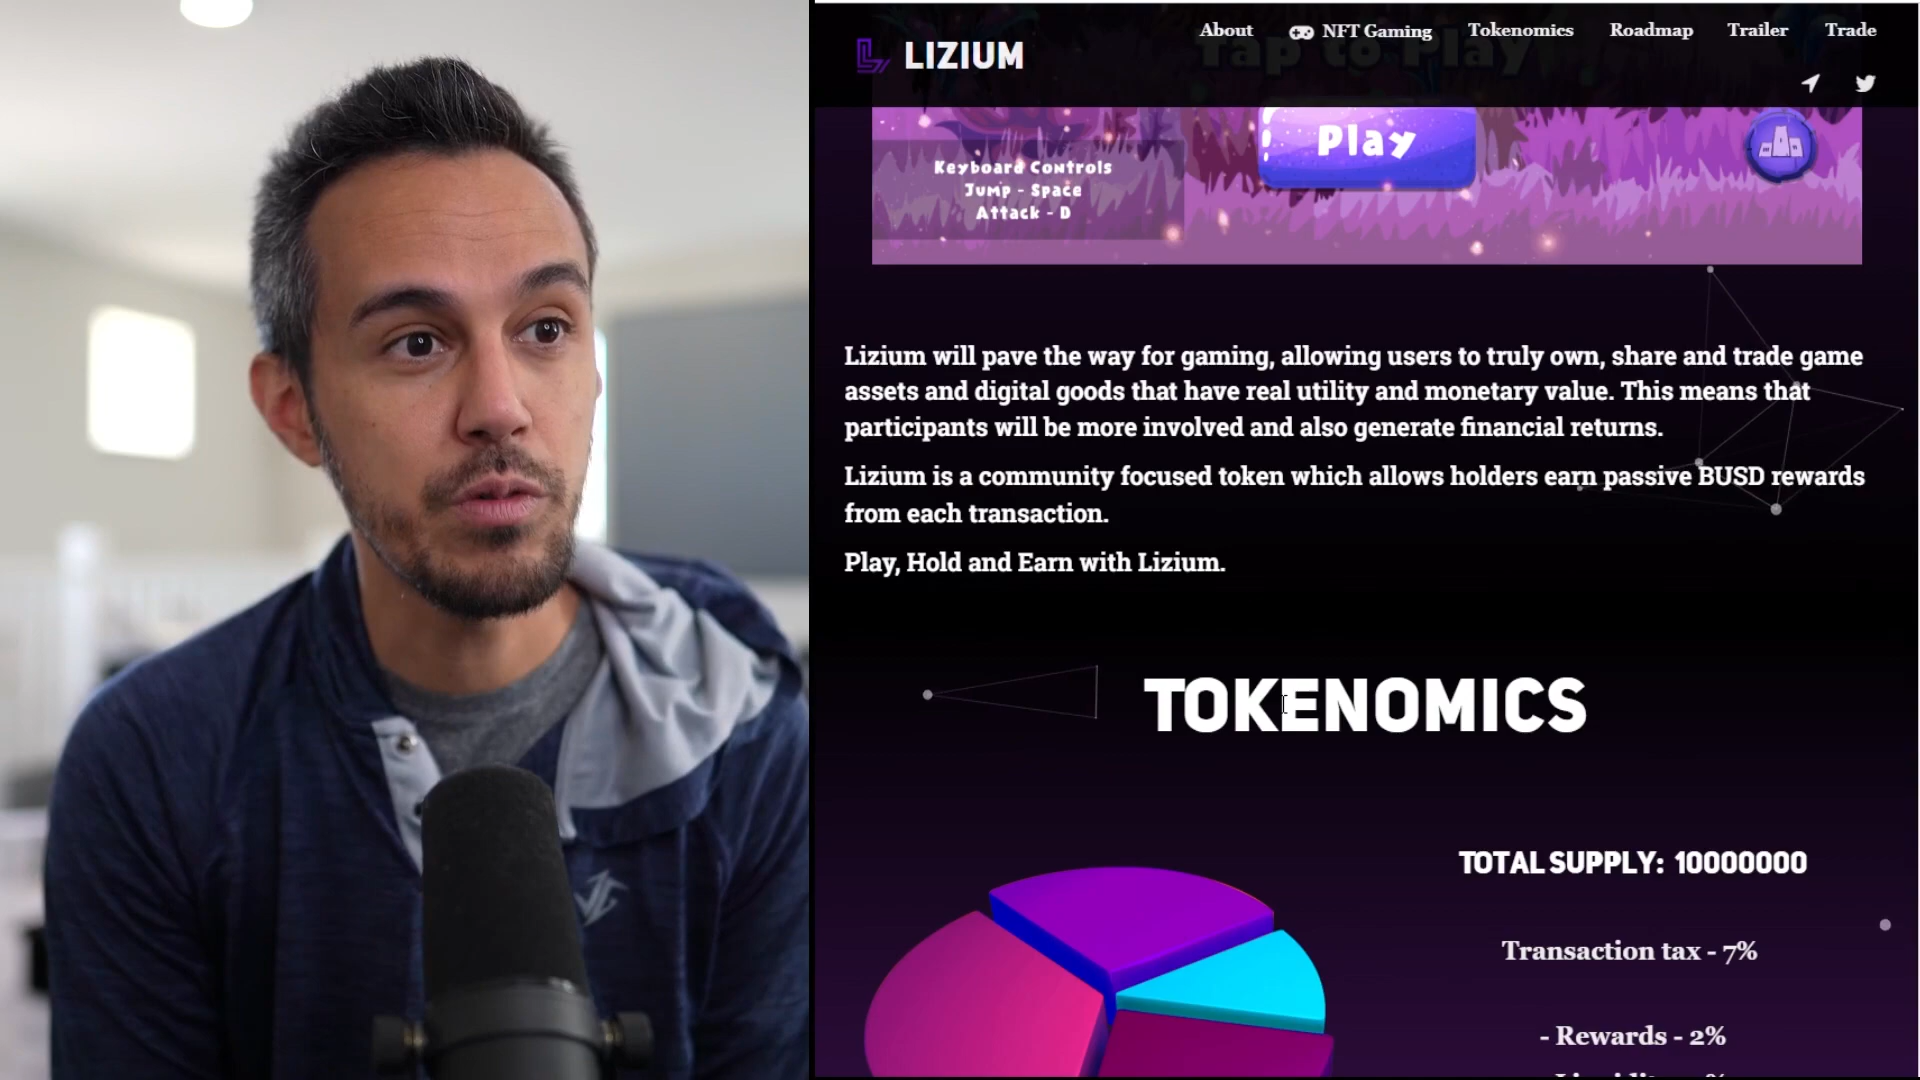 LIZIUM
About NFT Gaming Tokenomics Roadmap Trailer Trade
Tap to Play
Play
Keyboard Controls
Jump - Space
Attack - D
Lizium will pave the way for gaming, allowing users to truly own, share and trade game
assets and digital goods that have real utility and monetary value. This means that
participants will be more involved and also generate financial returns.
Lizium is a community focused token which allows holders earn passive BUSD rewards
from each transaction.
Play, Hold and Earn with Lizium.
TOKENOMICS
TOTAL SUPPLY: 10000000
Transaction tax - 7%
- Rewards - 2%